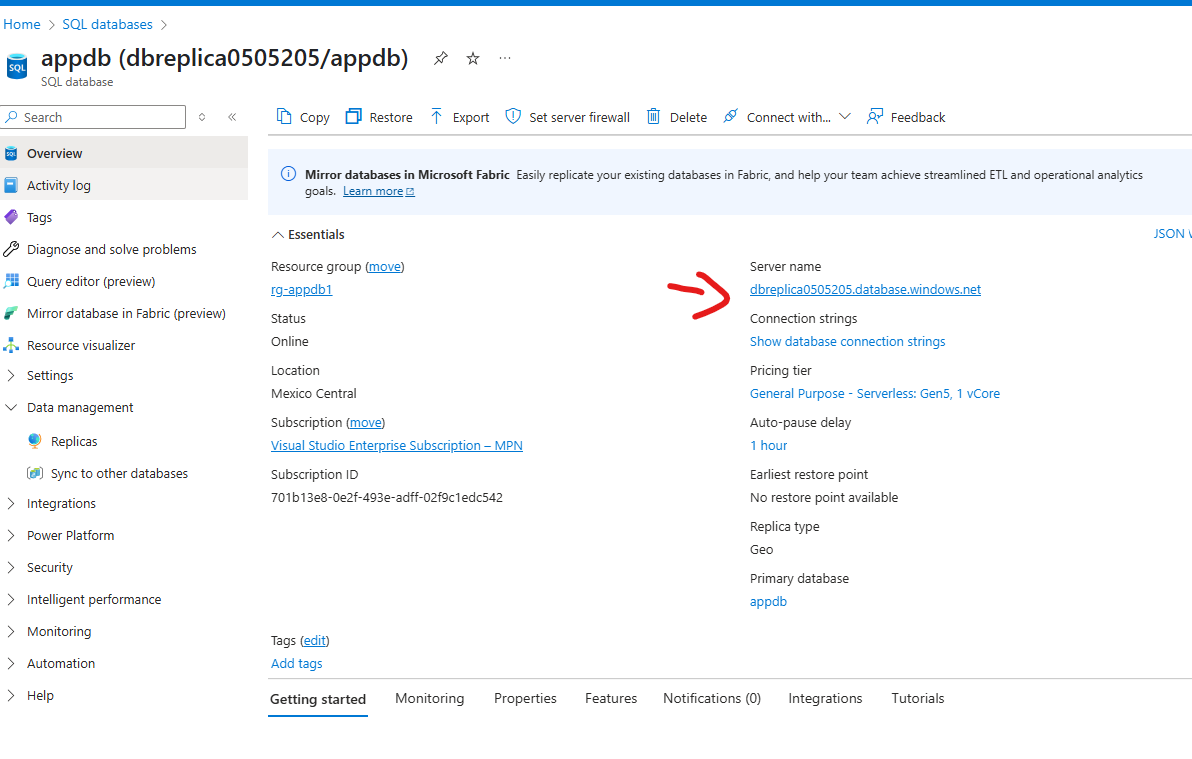 Home > SQL databases >
SQL
appdb (dbreplica0505205/appdb)
...
SQL database
Search
Copy
Restore
Export
Set server firewall
Delete
Connect with...
Feedback
SQL
Overview
Activity log
Tags
Diagnose and solve problems
Query editor (preview)
Mirror database in Fabric (preview)
Resource visualizer
Settings
Data management
Replicas
Sync to other databases
Integrations
Power Platform
Security
Intelligent performance
Monitoring
Automation
Help
Mirror databases in Microsoft Fabric Easily replicate your existing databases in Fabric, and help your team achieve streamlined ETL and operational analytics
goals. Learn more
Essentials
JSON
Resource group (move)
rg-appdb1
Status
Online
Location
Mexico Central
Subscription (move)
Visual Studio Enterprise Subscription – MPN
Subscription ID
701b13e8-0e2f-493e-adff-02f9c1edc542
Server name
dbreplica0505205.database.windows.net
Connection strings
Show database connection strings
Pricing tier
General Purpose - Serverless: Gen5, 1 vCore
Auto-pause delay
1 hour
Earliest restore point
No restore point available
Replica type
Geo
Primary database
appdb
Tags (edit)
Add tags
Getting started
Monitoring
Properties
Features
Notifications (0)
Integrations
Tutorials